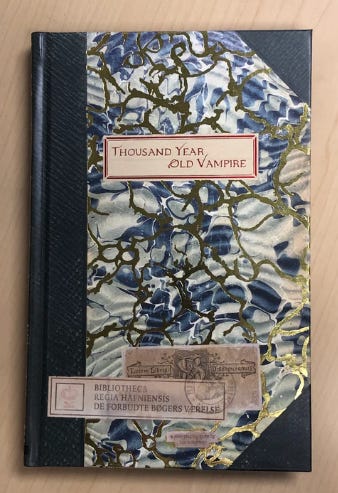 THOUSAND YEAR
OLD VAMPIRE
BIBLIOTHECA
REGIA HAFNIENSIS
DE FORBUDTE BØGERS VÆRELSE